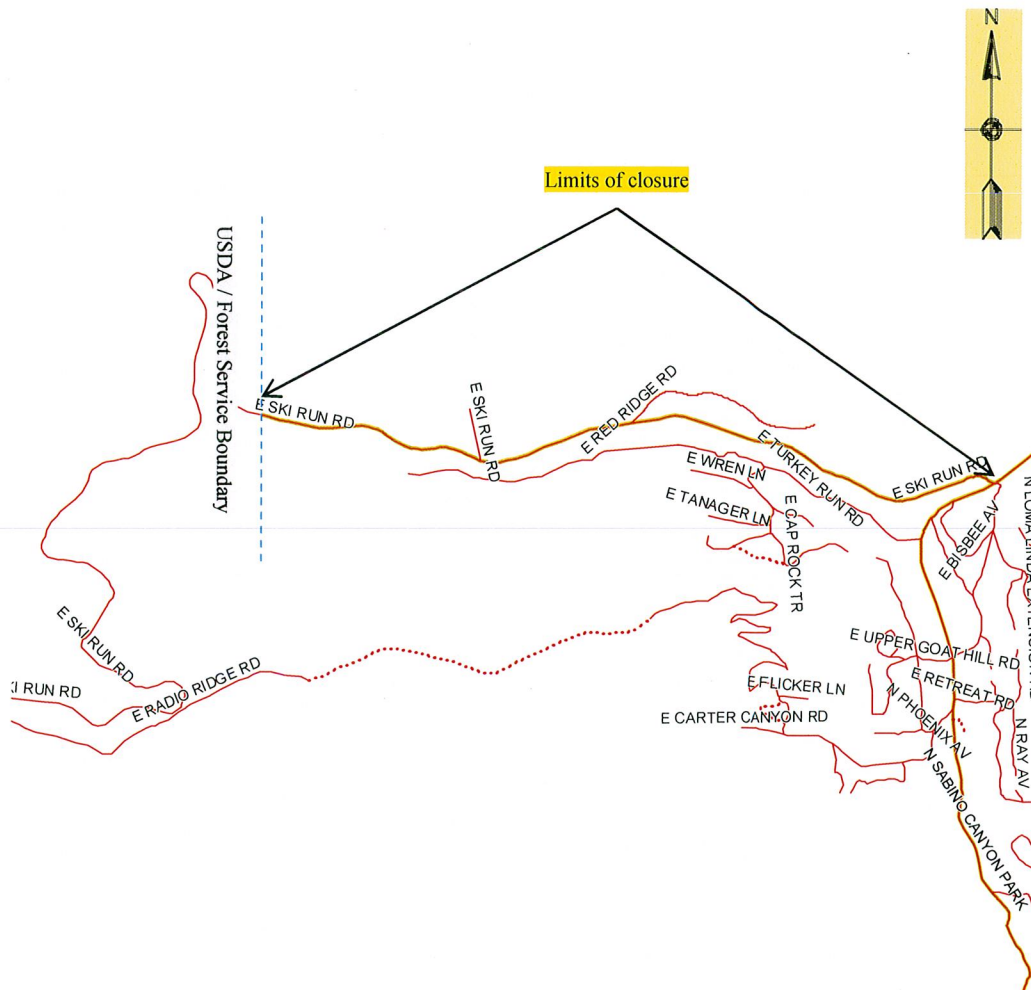 N
Limits of closure
USDA / Forest Service Boundary
E SKI RUN RD
E SKI RUN RD
E RED RIDGE RD
E TURKEY RUN RD
E SKI RUN RD
E WREN LN
E TANAGER LN
E CAP ROCK TR
E BISBEE AV
E UPPER GOAT HILL RD
E RETREAT RD
N PHOENIX AV
N RAY AV
E FLICKER LN
E CARTER CANYON RD
N SABINO CANYON PARK
E SKI RUN RD
KI RUN RD
E RADIO RIDGE RD